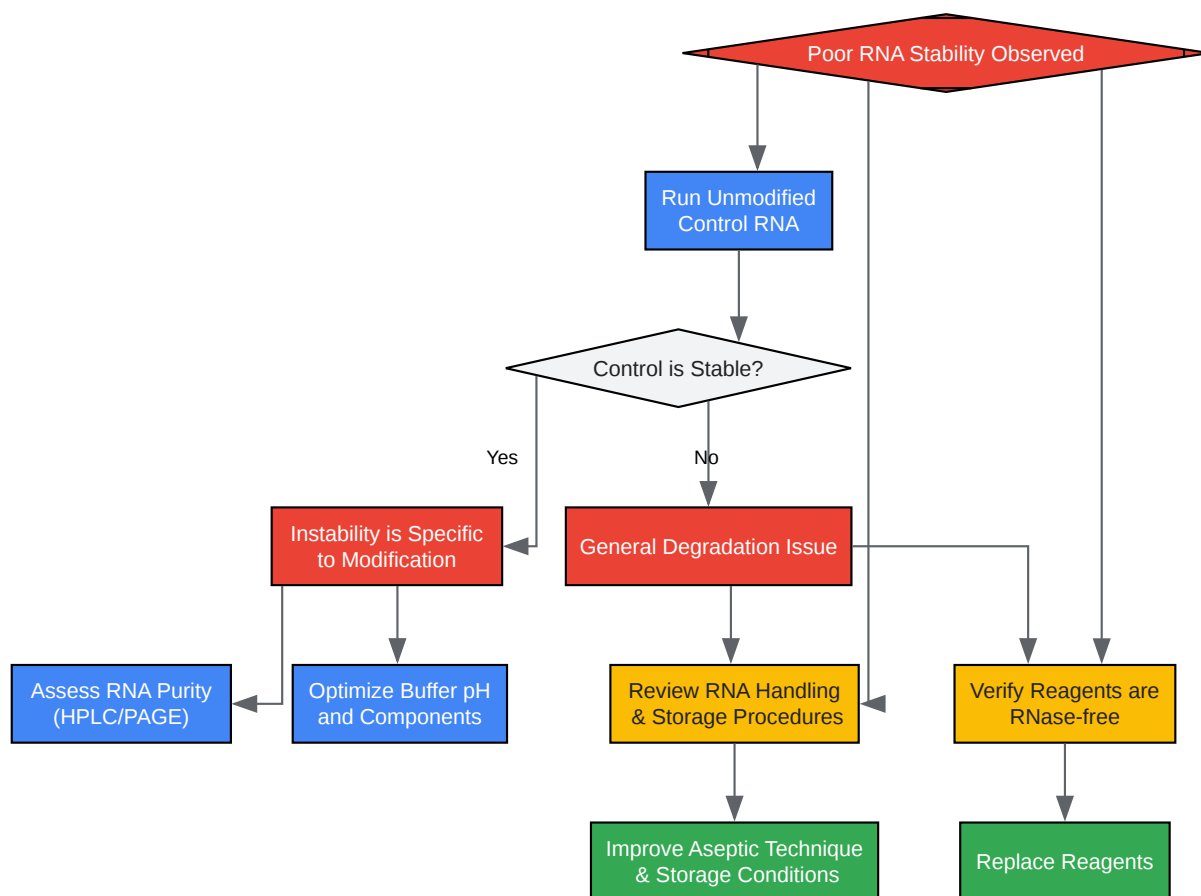 Poor RNA Stability Observed
Run Unmodified
Control RNA
Control is Stable?
Yes
No
Instability is Specific
to Modification
General Degradation Issue
Assess RNA Purity
(HPLC/PAGE)
Optimize Buffer pH
and Components
Review RNA Handling
& Storage Procedures
Verify Reagents are
RNase-free
Improve Aseptic Technique
& Storage Conditions
Replace Reagents